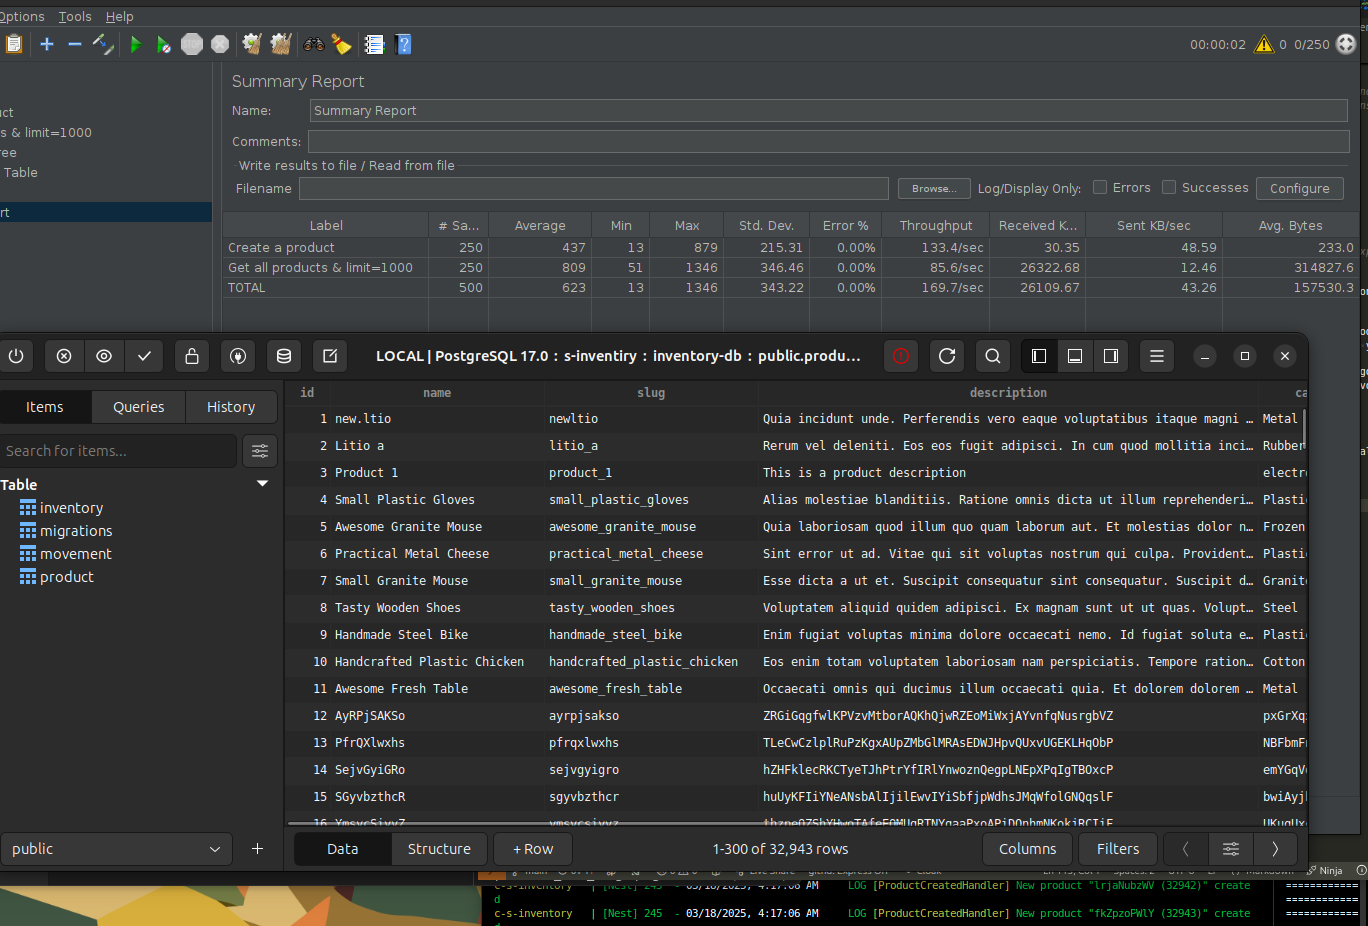 Options Tools Help
00:00:02 0 0/250
Summary Report
Name: Summary Report
Comments:
Write results to file / Read from file
Filename Browse... Log/Display Only: Errors Successes Configure
uct
s & limit=1000
ree
Table
rt
Label # Sa... Average Min Max Std. Dev. Error % Throughput Received K... Sent KB/sec Avg. Bytes
Create a product 250 437 13 879 215.31 0.00% 133.4/sec 30.35 48.59 233.0
Get all products & limit=1000 250 809 51 1346 346.46 0.00% 85.6/sec 26322.68 12.46 314827.6
TOTAL 500 623 13 1346 343.22 0.00% 169.7/sec 26109.67 43.26 157530.3
LOCAL | PostgreSQL 17.0 : s-inventiry : inventory-db : public.produ...
Items Queries History
Search for items...
Table
inventory
migrations
movement
product
id name slug description ca
1 new.ltio newltio Quia incidunt unde. Perferendis vero eaque voluptatibus itaque magni … Metal
2 Litio a litio_a Rerum vel deleniti. Eos eos fugit adipisci. In cum quod mollitia inci… Rubber
3 Product 1 product_1 This is a product description electr
4 Small Plastic Gloves small_plastic_gloves Alias molestiae blanditiis. Ratione omnis dicta ut illum reprehenderi… Plastic
5 Awesome Granite Mouse awesome_granite_mouse Quia laboriosam quod illum quo quam laborum aut. Et molestias dolor n… Frozen
6 Practical Metal Cheese practical_metal_cheese Sint error ut ad. Vitae qui sit voluptas nostrum qui culpa. Provident… Plastic
7 Small Granite Mouse small_granite_mouse Esse dicta a ut et. Suscipit consequatur sint consequatur. Suscipit d… Granite
8 Tasty Wooden Shoes tasty_wooden_shoes Voluptatem aliquid quidem adipisci. Ex magnam sunt ut ut quas. Volupt… Steel
9 Handmade Steel Bike handmade_steel_bike Enim fugiat voluptas minima dolore occaecati nemo. Id fugiat soluta e… Plastic
10 Handcrafted Plastic Chicken handcrafted_plastic_chicken Eos enim totam voluptatem laboriosam nam perspiciatis. Tempore ration… Cotton
11 Awesome Fresh Table awesome_fresh_table Occaecati omnis qui ducimus illum occaecati quia. Et dolorem dolorem … Metal
12 AyRPjSAKSo ayrpjsakso ZRGiGqgfwlKPVzvMtborAQKhQjwRZEoMiWxjAYvnfqNusrgbVZ pxGrXq
13 PfrQXlwxhs pfrqxlwxhs TLeCwCzlplRuPzKgxAUpZMbGlMRAsEDWJHpvQUxvUGEKLHqObP NBFbmF
14 SejvGyiGRo sejvgyigro hZHFklecRKCTyeTJhPtrYfIRlYnwoznQegpLNEpXPqIgTBOxcP emYGqV
15 SGyvbzthcR sgyvbzthcr huUyKFIiYNeANsbAlIjilEwvIYiSbfjpWdhsJMqWfolGNQqslF bwiAyj
16
public + Data Structure + Row 1-300 of 32,943 rows Columns Filters
Ninja
c-s-inventory | [Nest] 245 - 03/18/2025, 4:17:06 AM LOG [ProductCreatedHandler] New product "lrjaNubzWV (32942)" create
d
c-s-inventory | [Nest] 245 - 03/18/2025, 4:17:06 AM LOG [ProductCreatedHandler] New product "fkZpzoFWlY (32943)" create